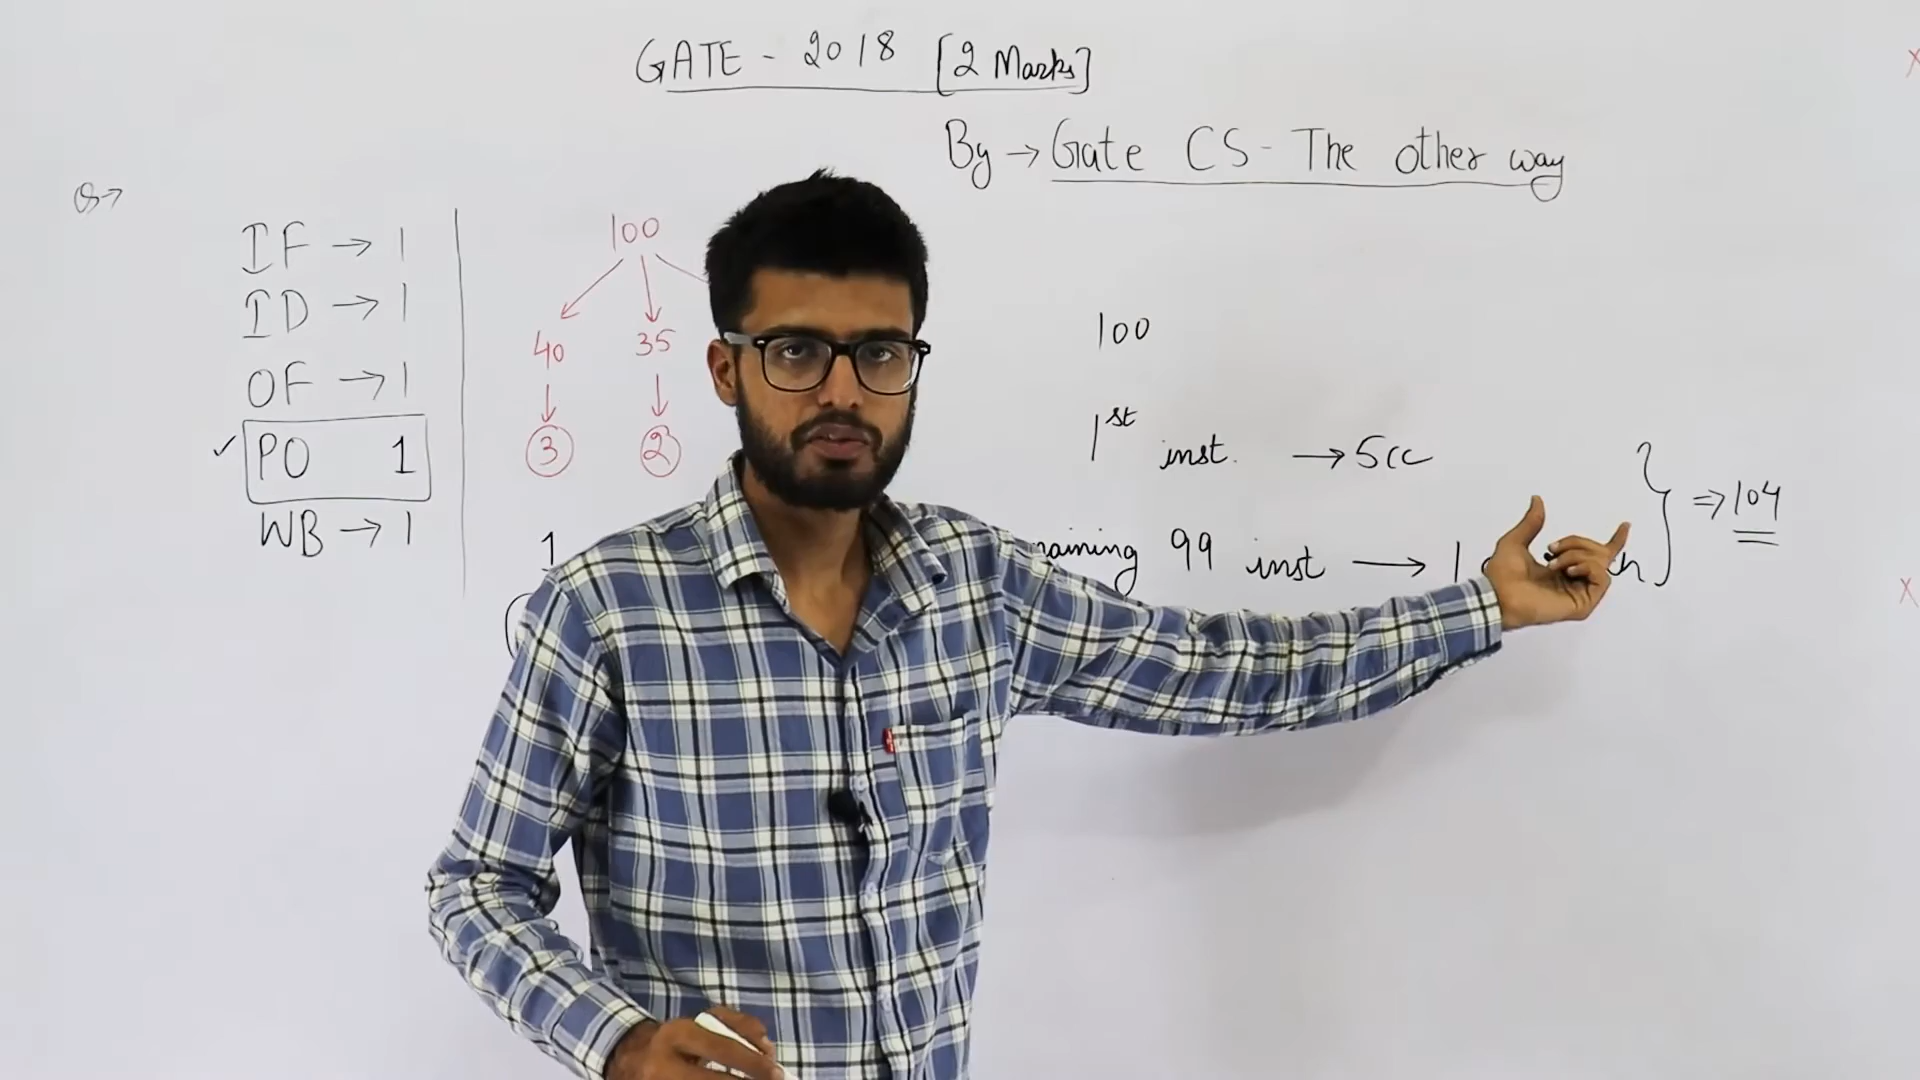 GATE - 2018 [2 Marks]
By → Gate CS - The other way
Q →
IF → 1
ID → 1
OF → 1
✓ PO 1
WB → 1
100
40 35
3 2
1
100
1st inst. → 5cc
99 inst → 1
⇒ 104